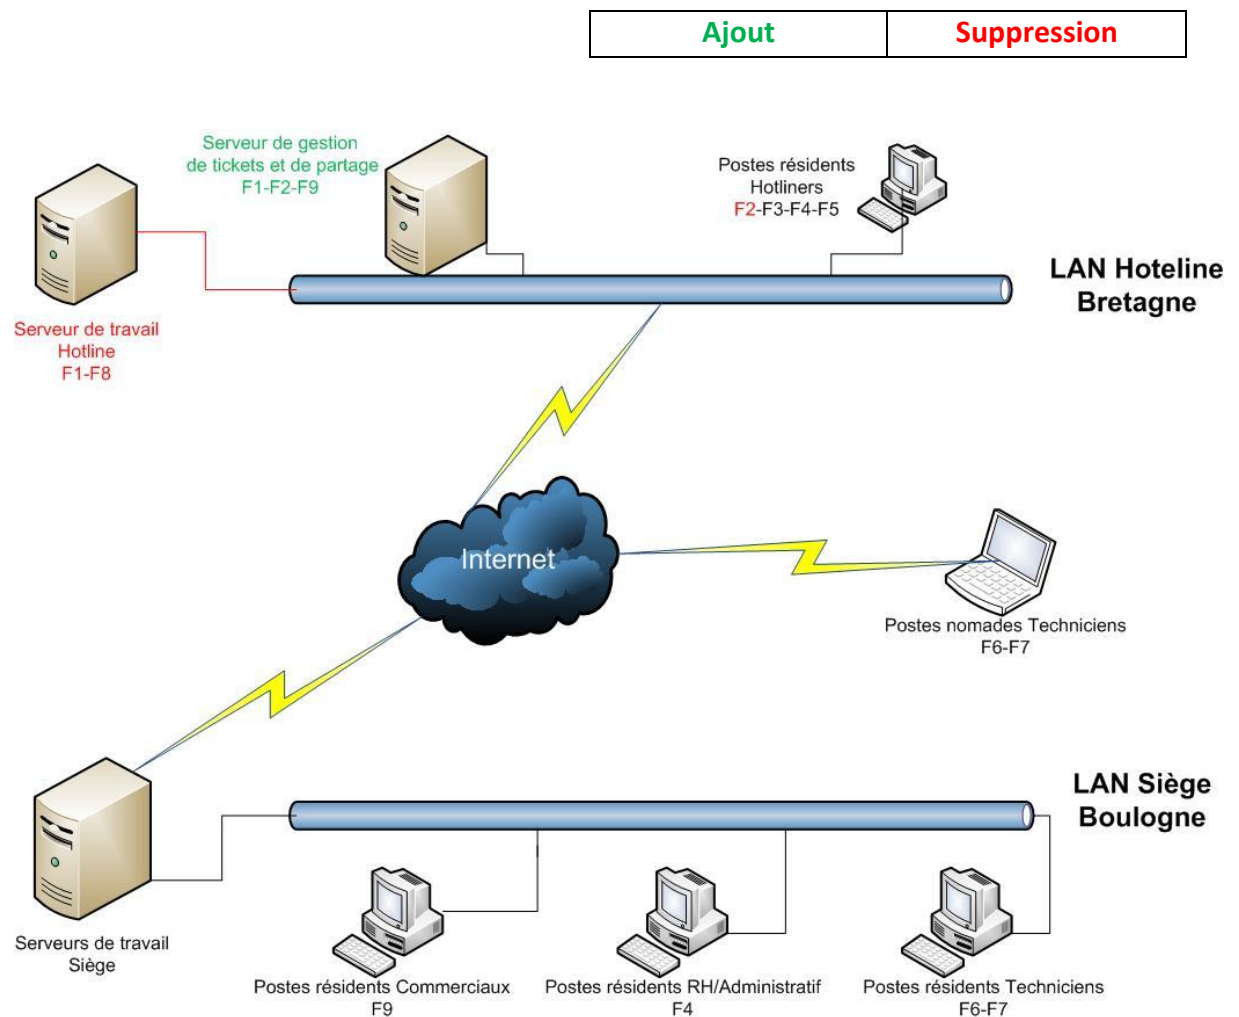 Ajout
Suppression
Serveur de gestion
de tickets et de partage
F1-F2-F9
Postes résidents
Hotliners
F2-F3-F4-F5
LAN Hoteline
Bretagne
Serveur de travail
Hotline
F1-F8
Internet
Postes nomades Techniciens
F6-F7
LAN Siège
Boulogne
Serveurs de travail
Siège
Postes résidents Commerciaux
F9
Postes résidents RH/Administratif
F4
Postes résidents Techniciens
F6-F7